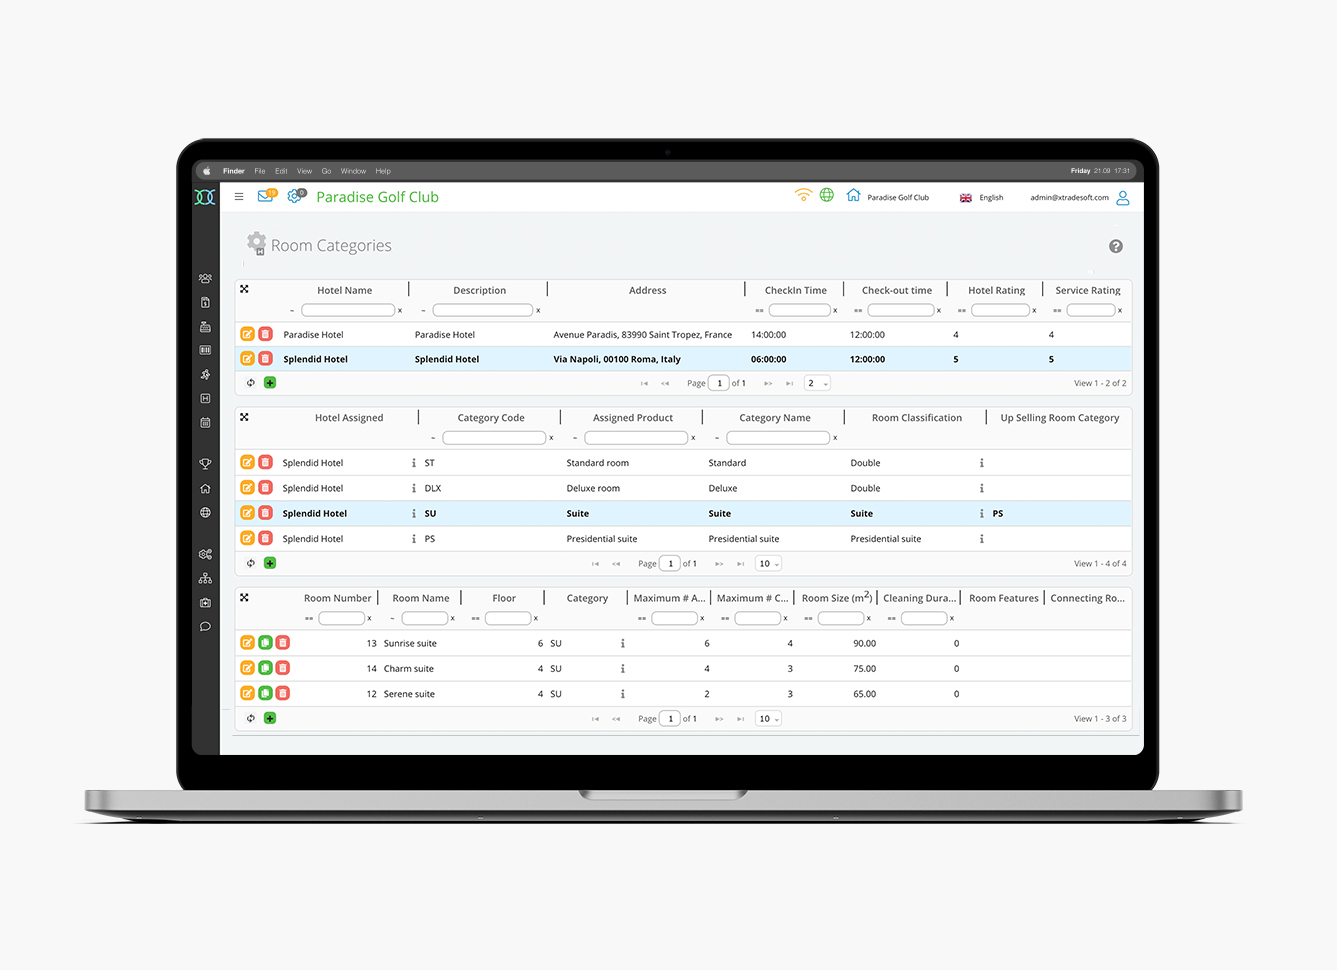 Finder File Edit View Go Window Help Friday 21.09 17:31
19 0 Paradise Golf Club Paradise Golf Club English admin@xtradesoft.com
Room Categories ?
Hotel Name Description Address CheckIn Time Check-out time Hotel Rating Service Rating
~ x ~ x == x == x == x == x
Paradise Hotel Paradise Hotel Avenue Paradis, 83990 Saint Tropez, France 14:00:00 12:00:00 4 4
Splendid Hotel Splendid Hotel Via Napoli, 00100 Roma, Italy 06:00:00 12:00:00 5 5
Page 1 of 1 2 View 1 - 2 of 2
Hotel Assigned Category Code Assigned Product Category Name Room Classification Up Selling Room Category
~ x ~ x ~ x
Splendid Hotel i ST Standard room Standard Double i
Splendid Hotel i DLX Deluxe room Deluxe Double i
Splendid Hotel i SU Suite Suite Suite i PS
Splendid Hotel i PS Presidential suite Presidential suite Presidential suite i
Page 1 of 1 10 View 1 - 4 of 4
Room Number Room Name Floor Category Maximum # A... Maximum # C... Room Size (m²) Cleaning Dura... Room Features Connecting Ro...
== x ~ x == x == x == x == x == x
13 Sunrise suite 6 SU i 6 4 90.00 0
14 Charm suite 4 SU i 4 3 75.00 0
12 Serene suite 4 SU i 2 3 65.00 0
Page 1 of 1 10 View 1 - 3 of 3